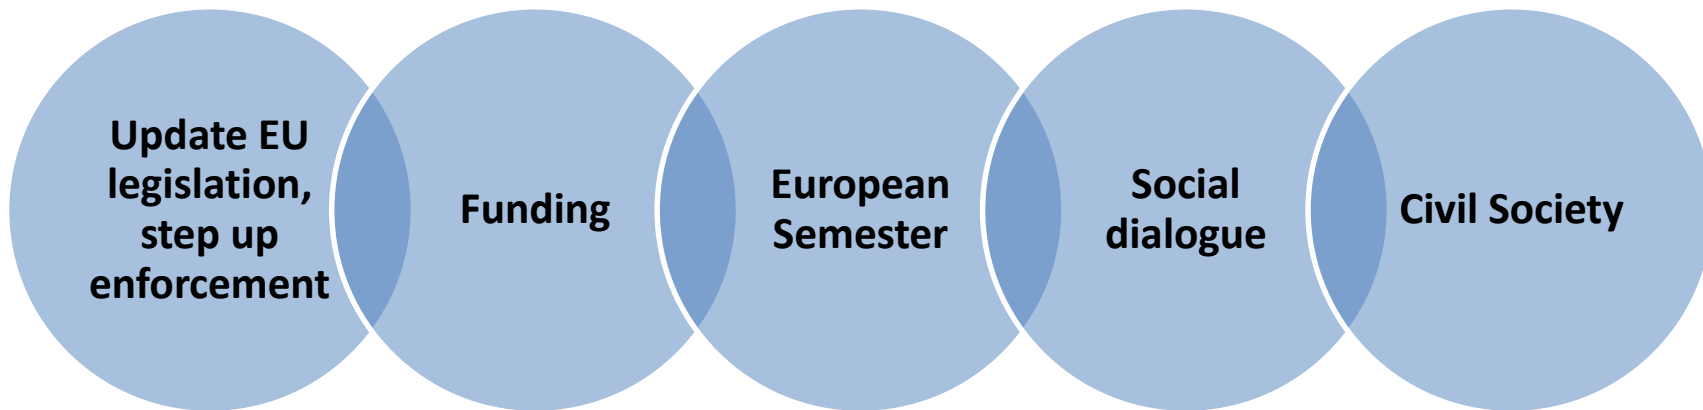 Update EU
legislation,
step up
enforcement
Funding
European
Semester
Social
dialogue
Civil Society